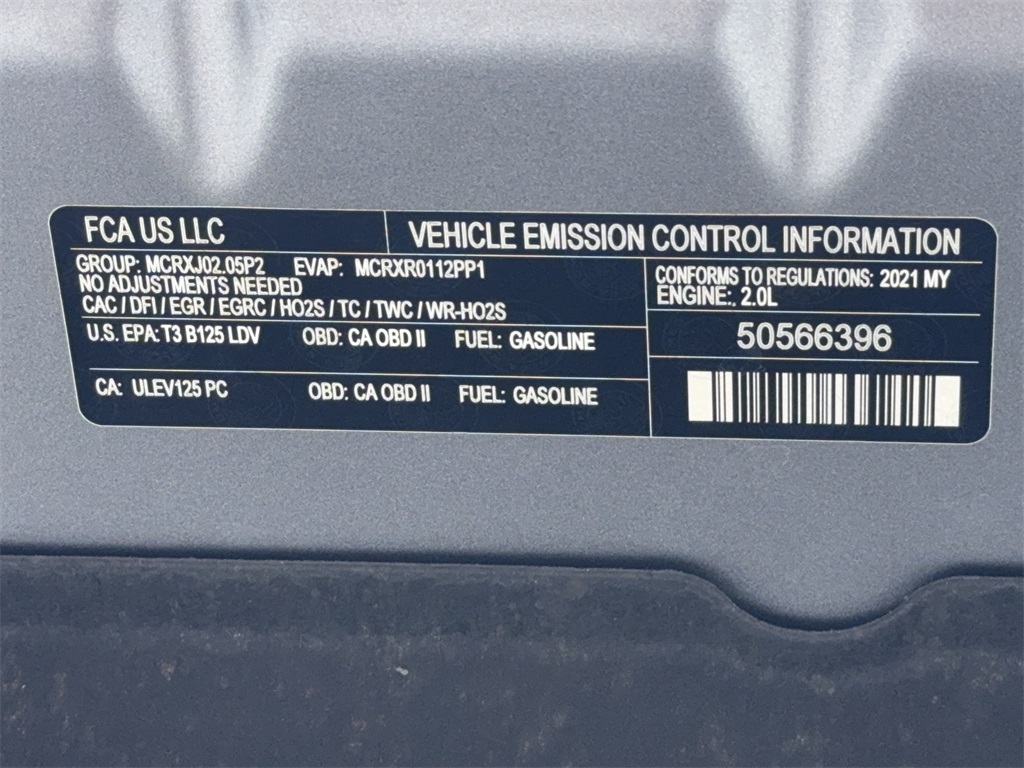 FCA US LLC
VEHICLE EMISSION CONTROL INFORMATION
GROUP: MCRXJ02.05P2 EVAP: MCRXR0112PP1
NO ADJUSTMENTS NEEDED
CAC / DFI / EGR / EGRC / HO2S / TC / TWC / WR-HO2S
CONFORMS TO REGULATIONS: 2021 MY
ENGINE:. 2.0L
U.S. EPA: T3 B125 LDV OBD: CA OBD II FUEL: GASOLINE
50566396
CA: ULEV125 PC OBD: CA OBD II FUEL: GASOLINE